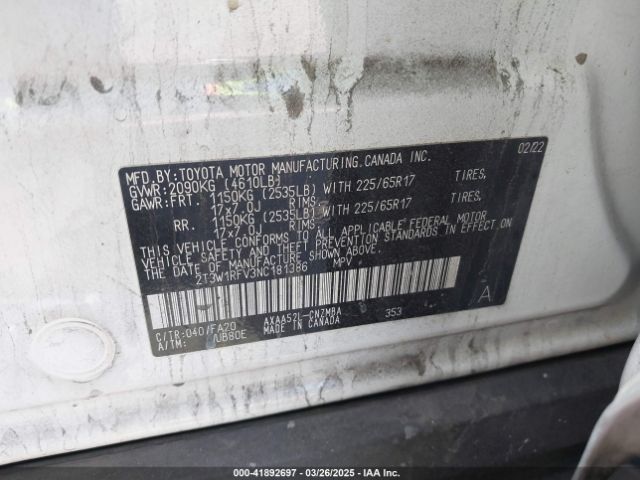 MFD.BY:TOYOTA MOTOR MANUFACTURING CANADA INC. 02/22
GVWR:2090KG (4610LB)
GAWR:FRT. 1150KG (2535LB) WITH 225/65R17 TIRES,
17x7.0J RIMS
RR. 1150KG (2535LB) WITH 225/65R17 TIRES,
17x7.0J RIMS
THIS VEHICLE CONFORMS TO ALL APPLICABLE FEDERAL MOTOR
VEHICLE SAFETY AND THEFT PREVENTION STANDARDS IN EFFECT ON
THE DATE OF MANUFACTURE SHOWN ABOVE.
2T3W1RFV3NC181386 MPV
C/TR:040/FA20 AXAA52L-CNZMBA 353 A
A/TM: /UB80E MADE IN CANADA
000-41892697 - 03/26/2025 - IAA Inc.